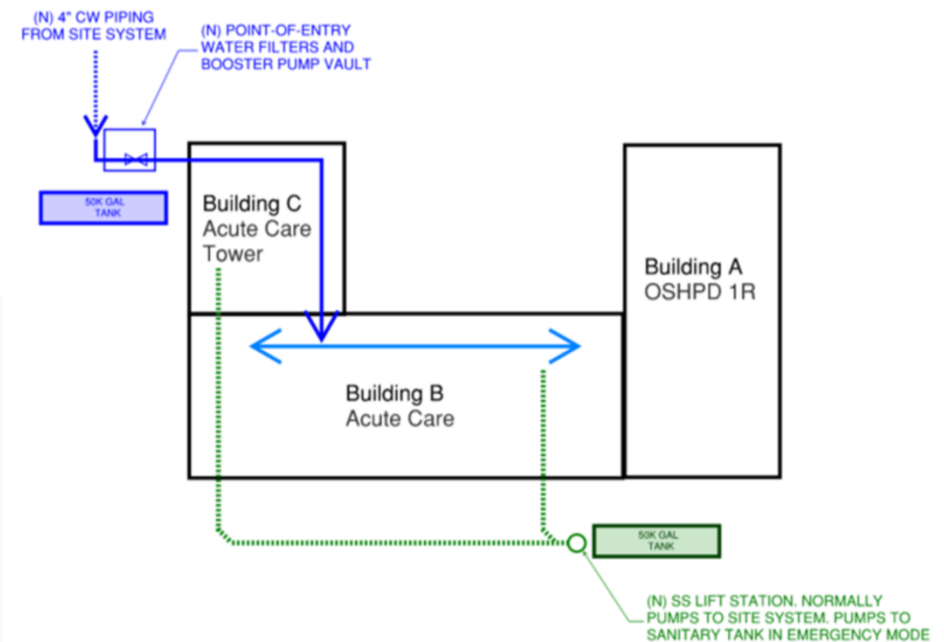 (N) 4" CW PIPING
FROM SITE SYSTEM
(N) POINT-OF-ENTRY
WATER FILTERS AND
BOOSTER PUMP VAULT
50K GAL
TANK
Building C
Acute Care
Tower
Building A
OSHPD 1R
Building B
Acute Care
50K GAL
TANK
(N) SS LIFT STATION. NORMALLY
PUMPS TO SITE SYSTEM. PUMPS TO
SANITARY TANK IN EMERGENCY MODE